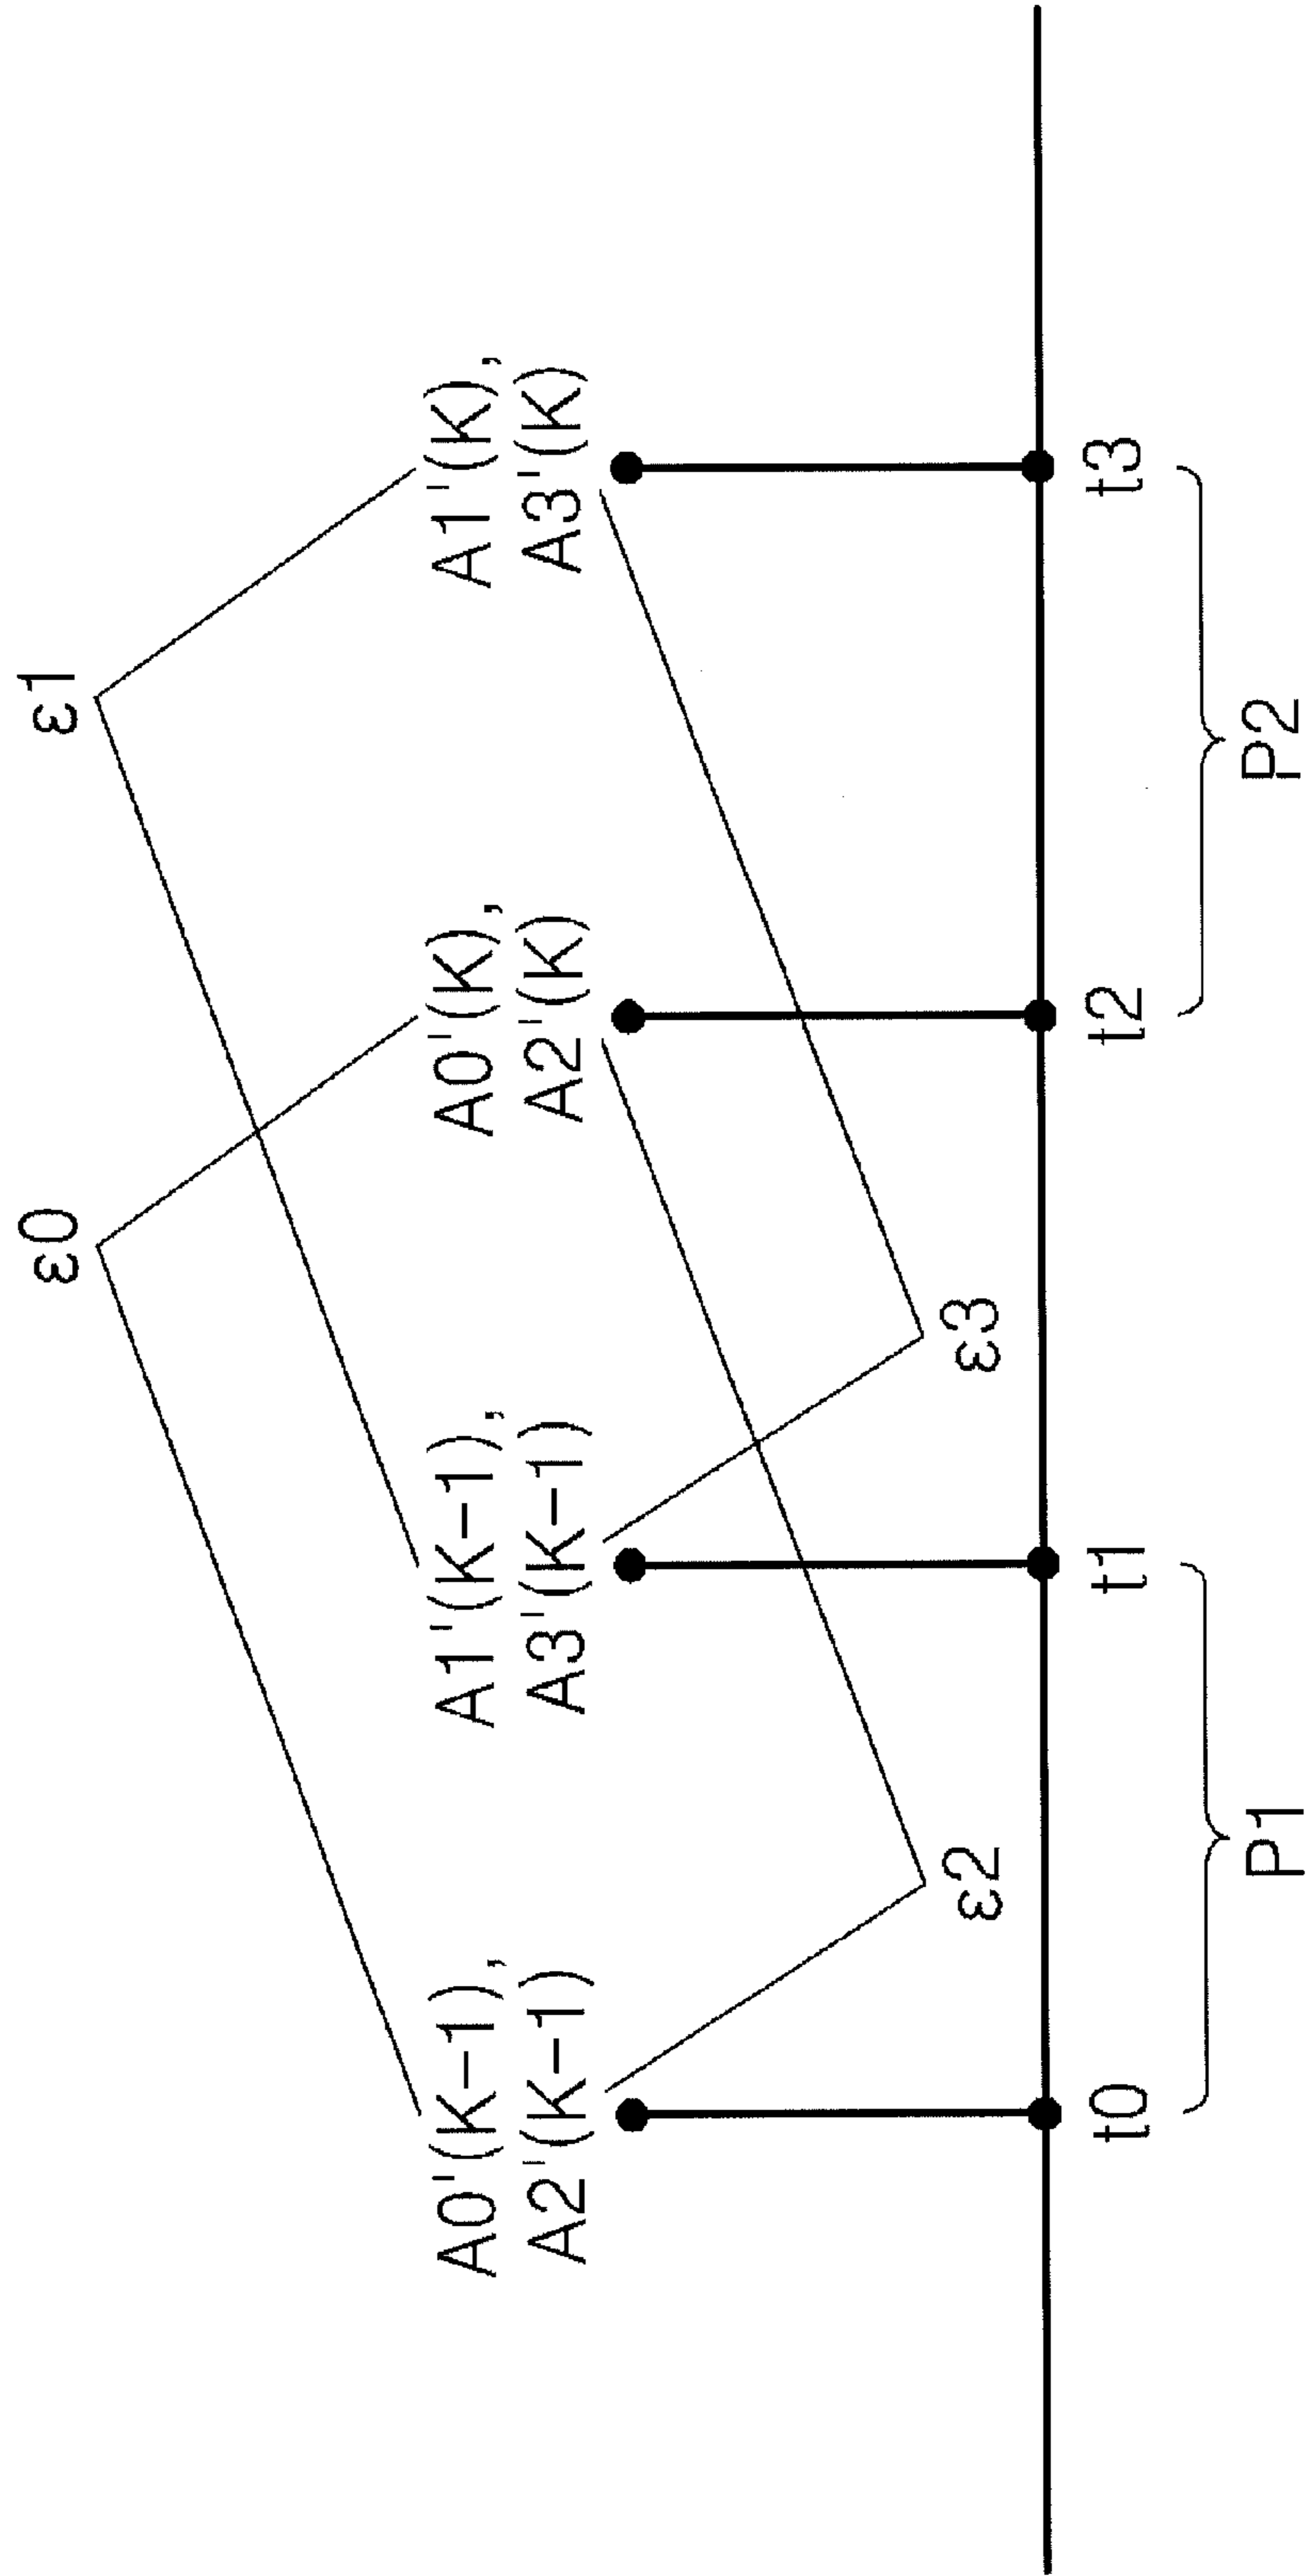 ε0
ε1
A0'(K-1),
A2'(K-1)
A1'(K-1),
A3'(K-1)
A0'(K),
A2'(K)
A1'(K),
A3'(K)
ε2
ε3
t0
t1
t2
t3
P1
P2